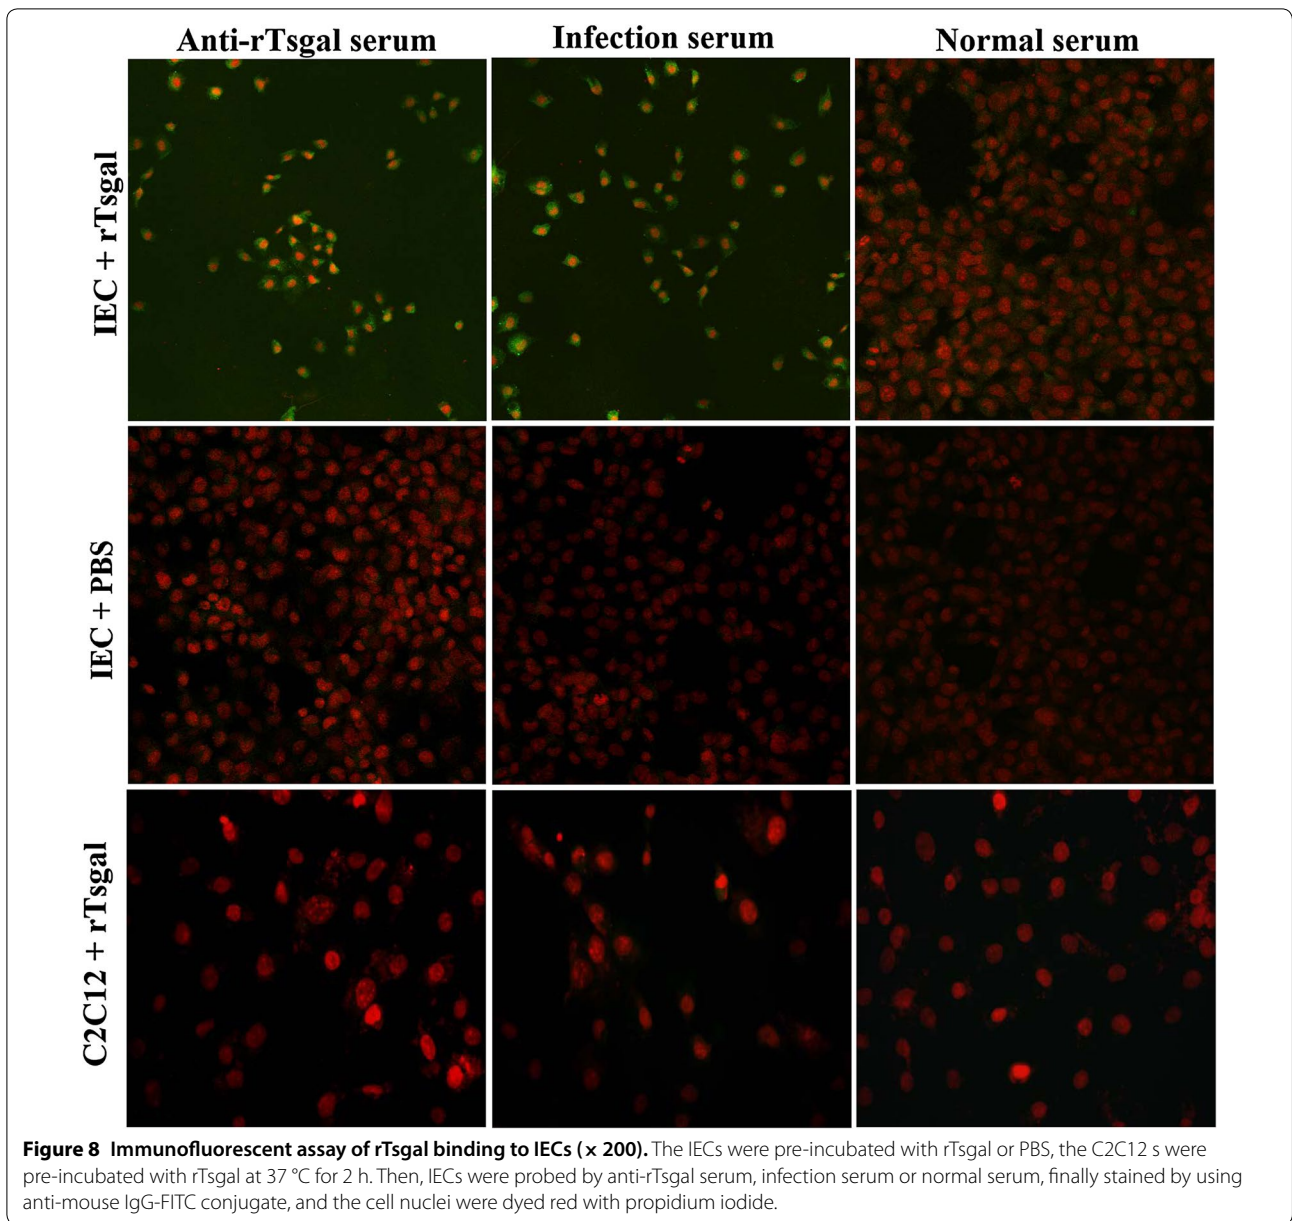 Anti-rTsgal serum
Infection serum
Normal serum
IEC + rTsgal
IEC + PBS
C2C12 + rTsgal
Figure 8 Immunofluorescent assay of rTsgal binding to IECs (× 200). The IECs were pre-incubated with rTsgal or PBS, the C2C12 s were
pre-incubated with rTsgal at 37 °C for 2 h. Then, IECs were probed by anti-rTsgal serum, infection serum or normal serum, finally stained by using
anti-mouse IgG-FITC conjugate, and the cell nuclei were dyed red with propidium iodide.